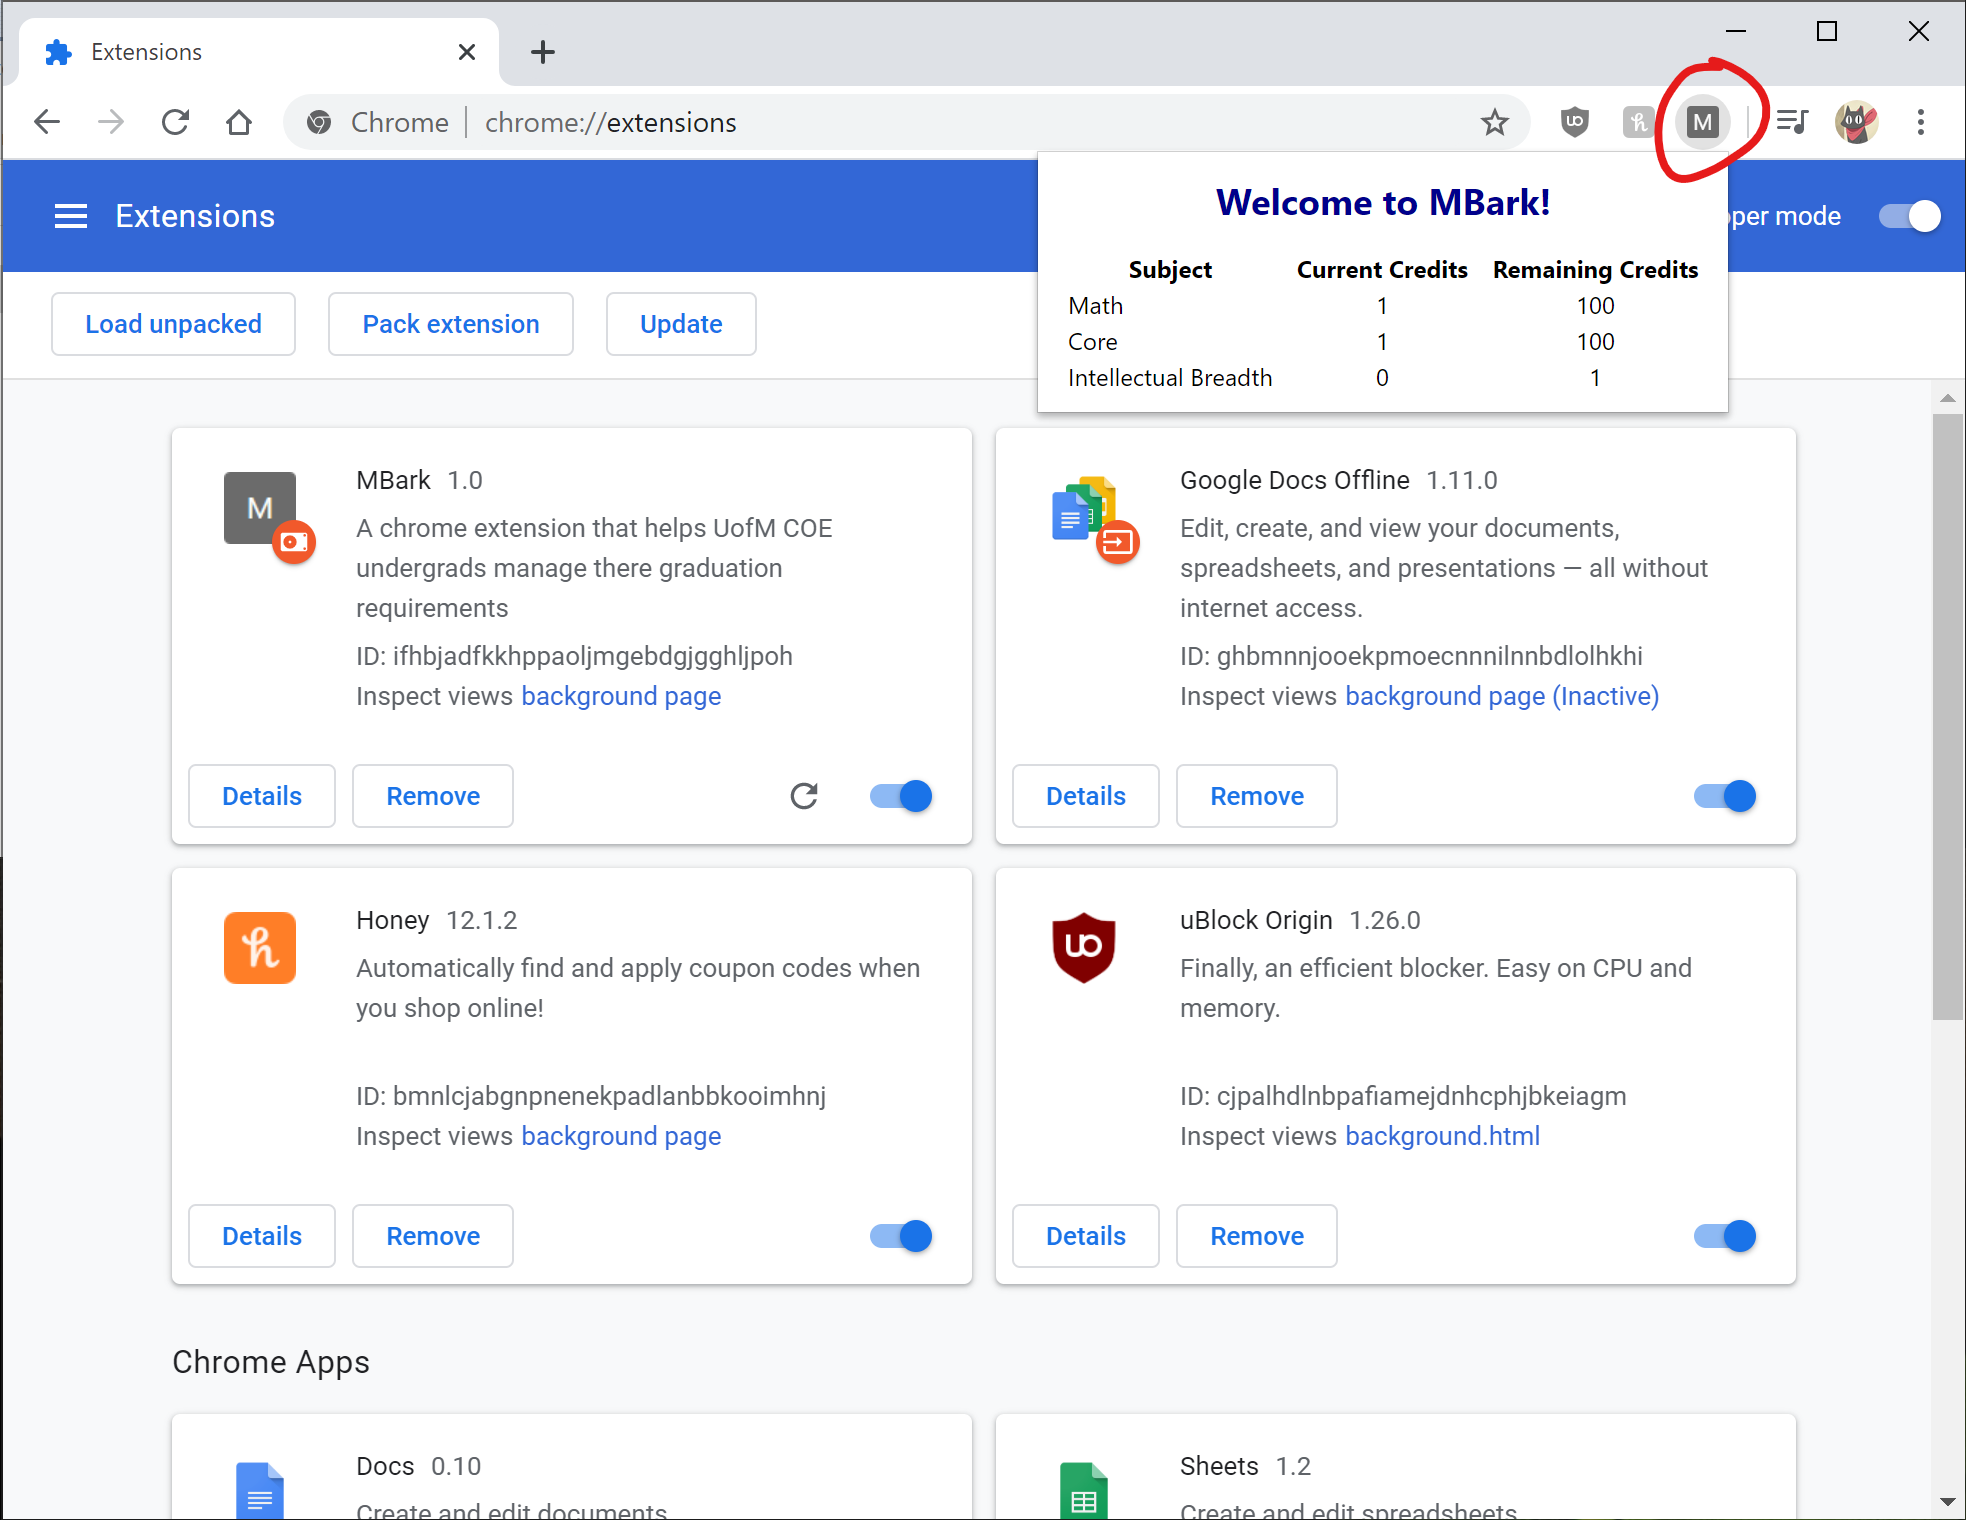 Extensions
Chrome | chrome://extensions
uo
h
M
Welcome to MBark!
Extensions
per mode
Subject Current Credits Remaining Credits
Math 1 100
Core 1 100
Intellectual Breadth 0 1
Load unpacked Pack extension Update
M
MBark 1.0
A chrome extension that helps UofM COE
undergrads manage there graduation
requirements
ID: ifhbjadfkkhppaoljmgebdgjgghljpoh
Inspect views background page
Details Remove
Google Docs Offline 1.11.0
Edit, create, and view your documents,
spreadsheets, and presentations — all without
internet access.
ID: ghbmnnjooekpmoecnnnilnnbdlolhkhi
Inspect views background page (Inactive)
Details Remove
h
Honey 12.1.2
Automatically find and apply coupon codes when
you shop online!
ID: bmnlcjabgnpnenekpadlanbbkooimhnj
Inspect views background page
Details Remove
uo
uBlock Origin 1.26.0
Finally, an efficient blocker. Easy on CPU and
memory.
ID: cjpalhdlnbpafiamejdnhcphjbkeiagm
Inspect views background.html
Details Remove
Chrome Apps
Docs 0.10
Create and edit documents
Sheets 1.2
Create and edit spreadsheets